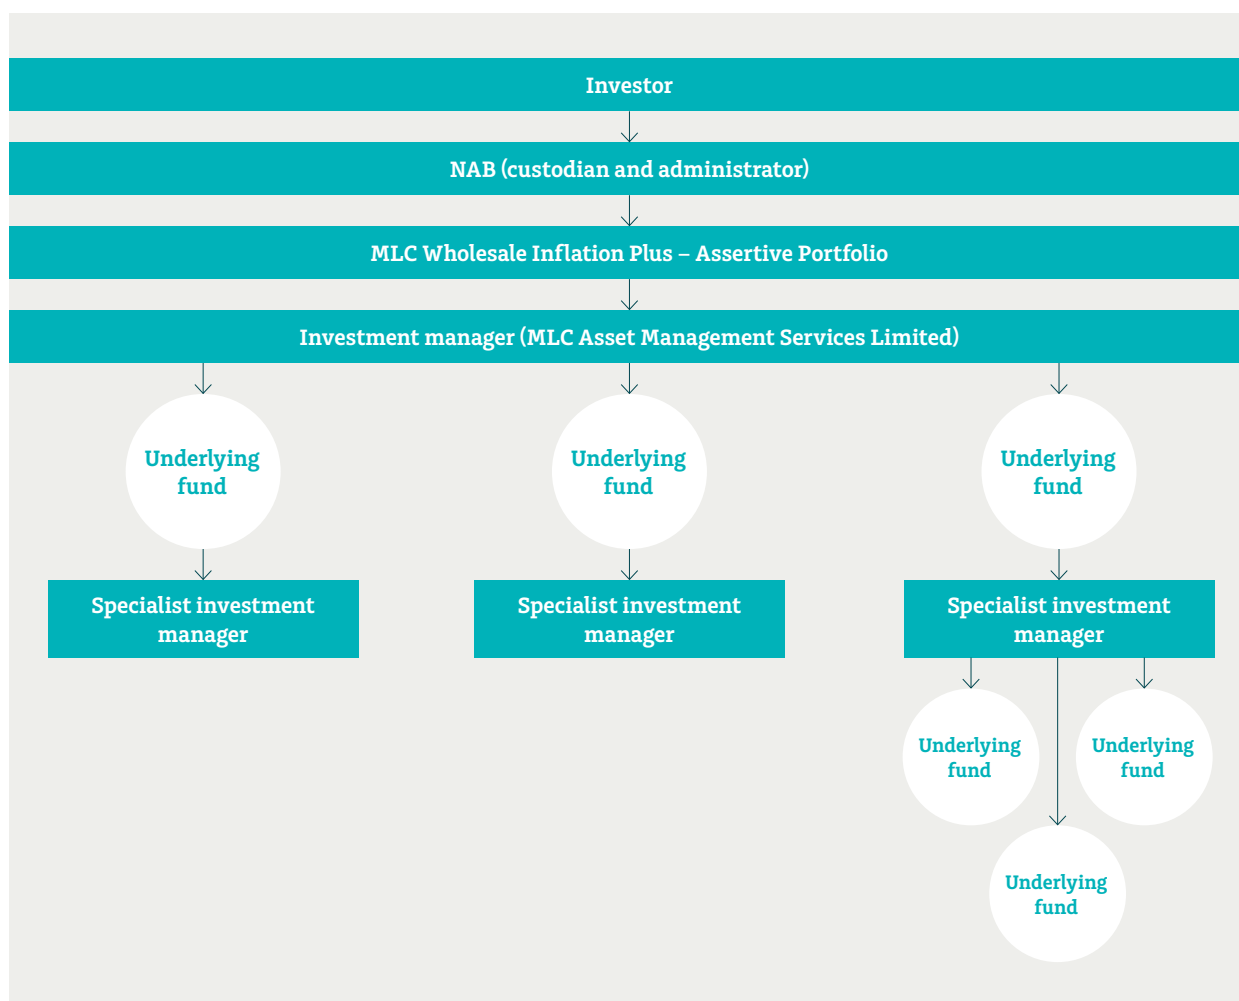 Investor
NAB (custodian and administrator)
MLC Wholesale Inflation Plus – Assertive Portfolio
Investment manager (MLC Asset Management Services Limited)
Underlying
fund
Underlying
fund
Underlying
fund
Specialist investment
manager
Specialist investment
manager
Specialist investment
manager
Underlying
fund
Underlying
fund
Underlying
fund